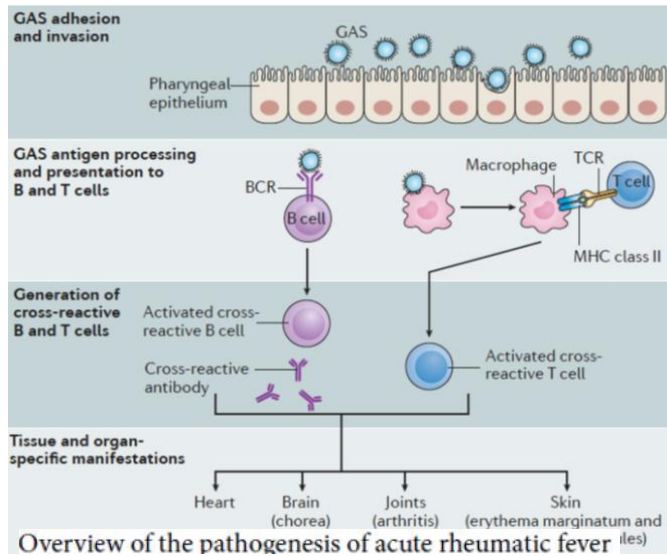 GAS adhesion
and invasion
GAS
Pharyngeal
epithelium
GAS antigen processing
and presentation to
B and T cells
BCR
B cell
Macrophage
TCR
T cell
MHC class II
Generation of
cross-reactive
B and T cells
Activated cross-
reactive B cell
Cross-reactive
antibody
Activated cross-
reactive T cell
Tissue and organ-
specific manifestations
Heart
Brain
(chorea)
Joints
(arthritis)
Skin
(erythema marginatum and
Overview of the pathogenesis of acute rheumatic fever